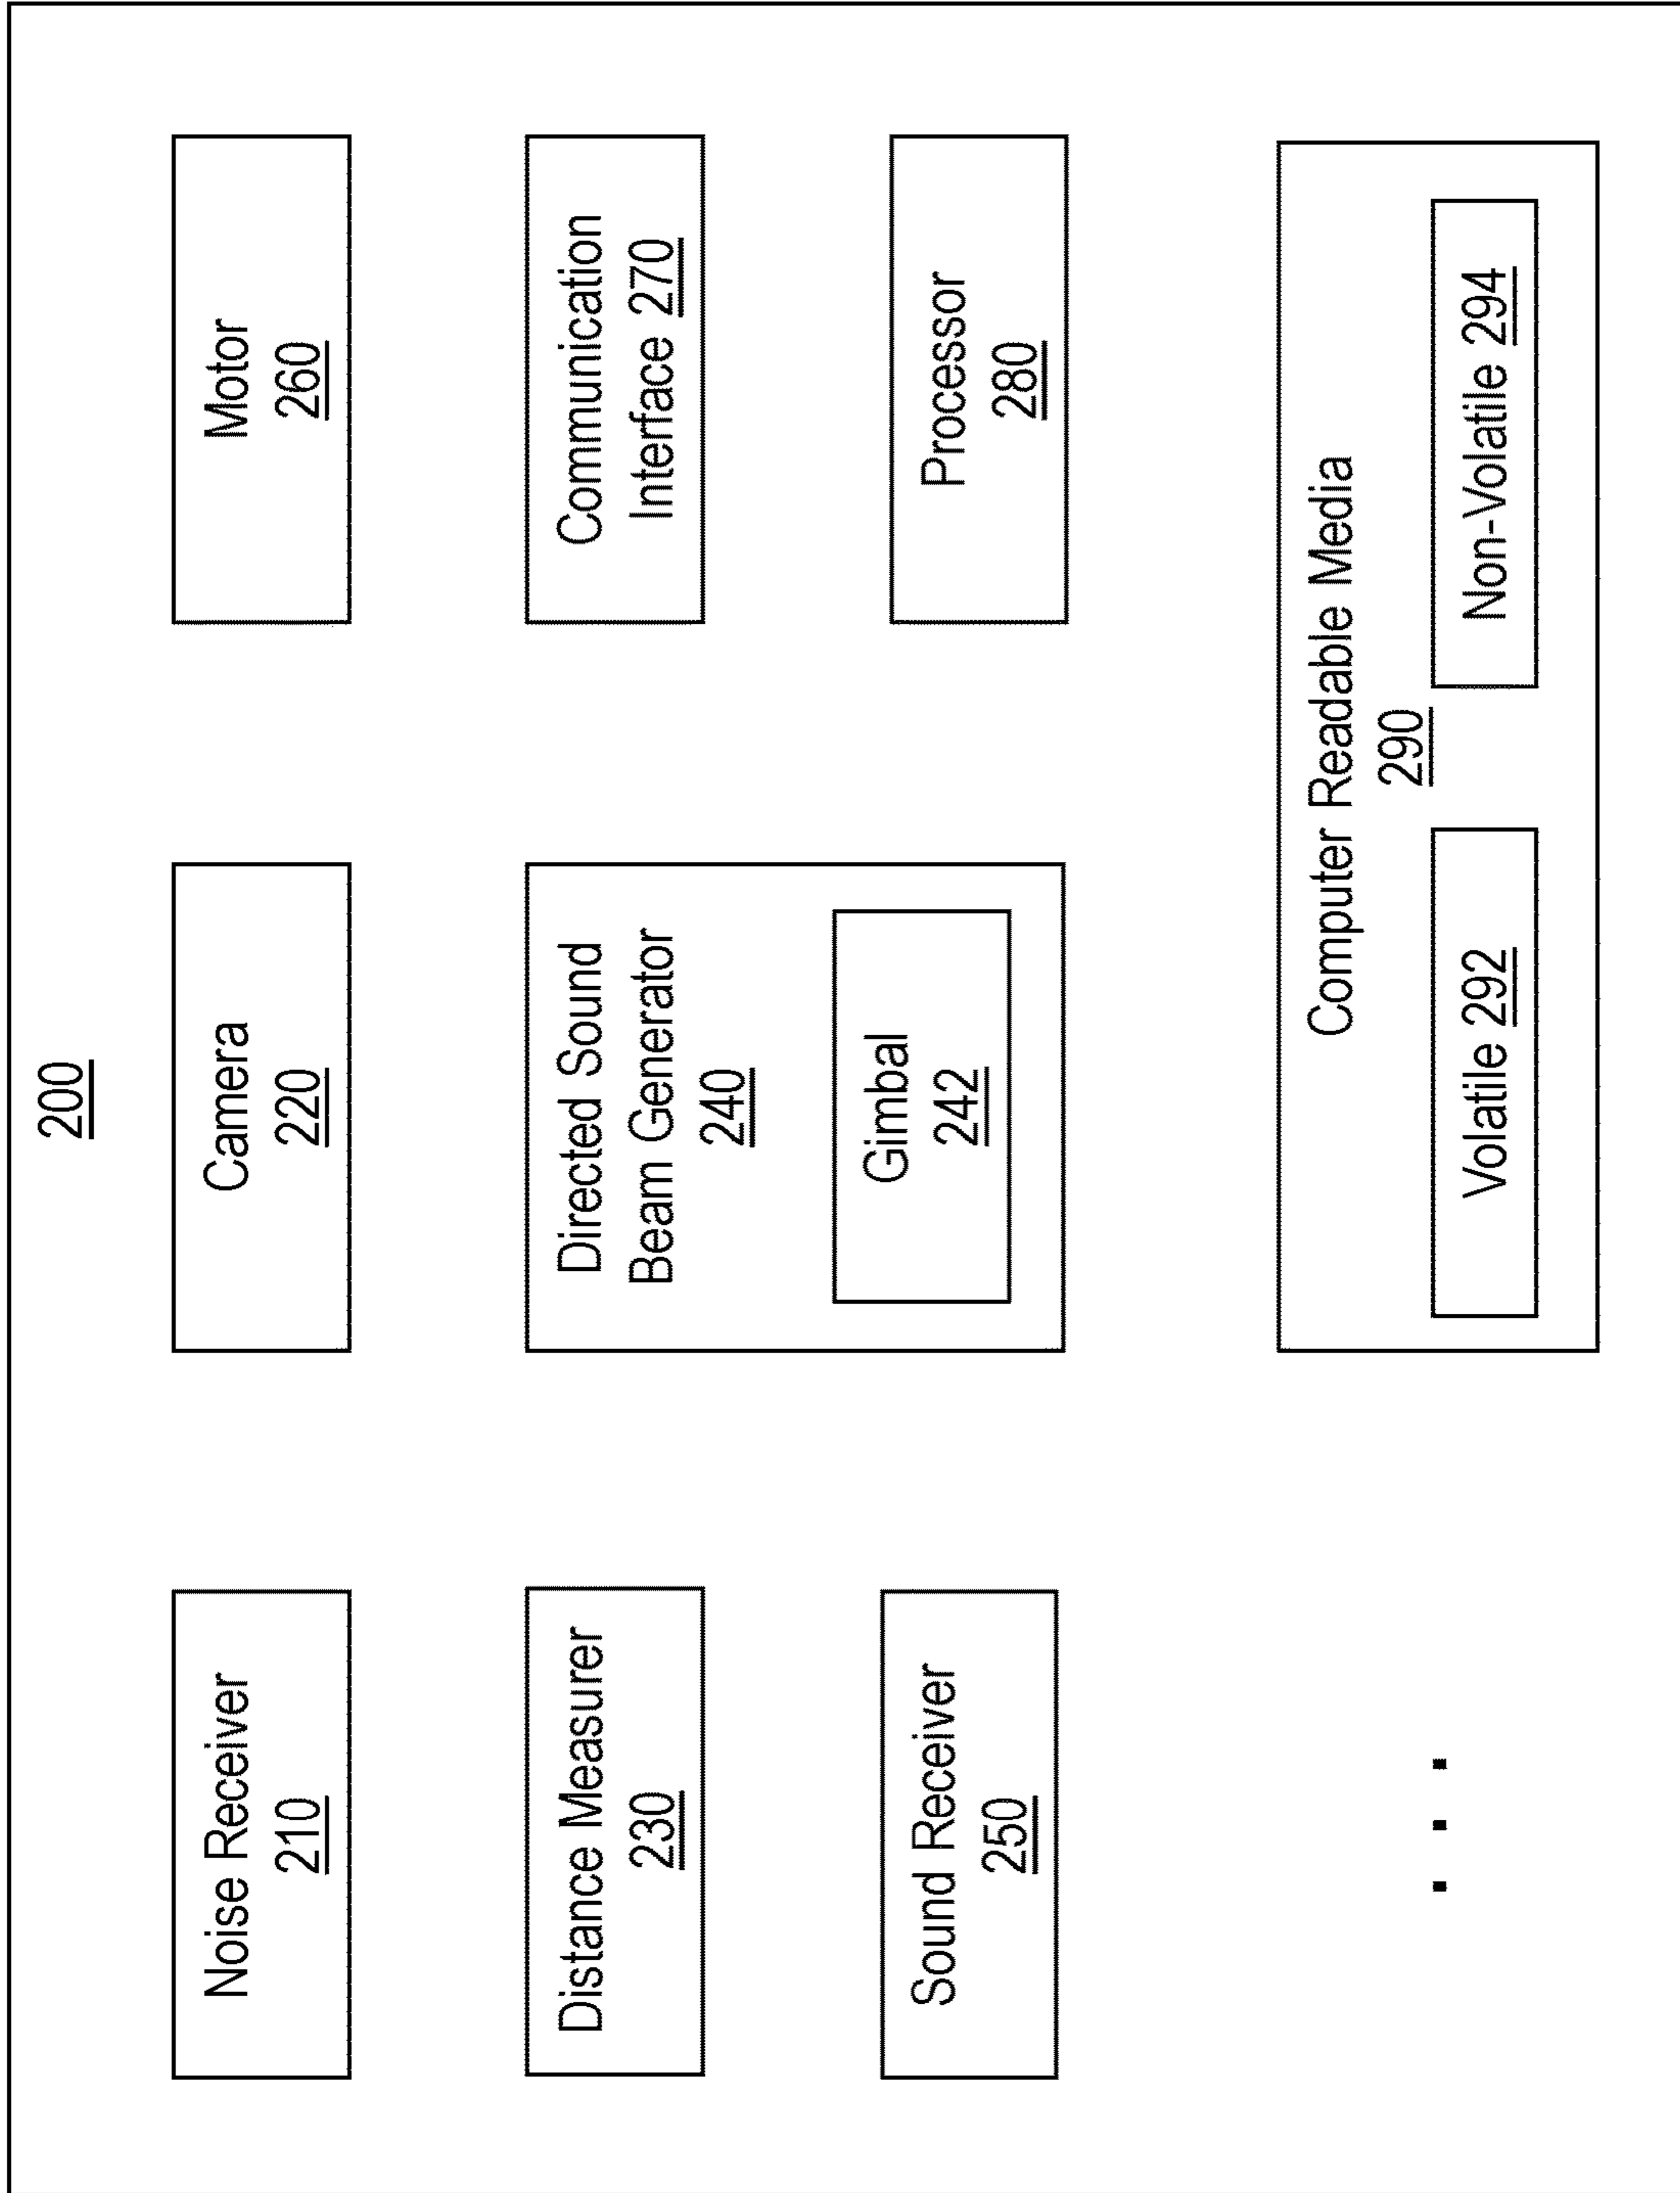 200
Noise Receiver
210
Camera
220
Motor
260
Distance Measurer
230
Directed Sound
Beam Generator
240
Gimbal
242
Communication
Interface 270
Sound Receiver
250
Processor
280
. . .
Computer Readable Media
290
Volatile 292
Non-Volatile 294